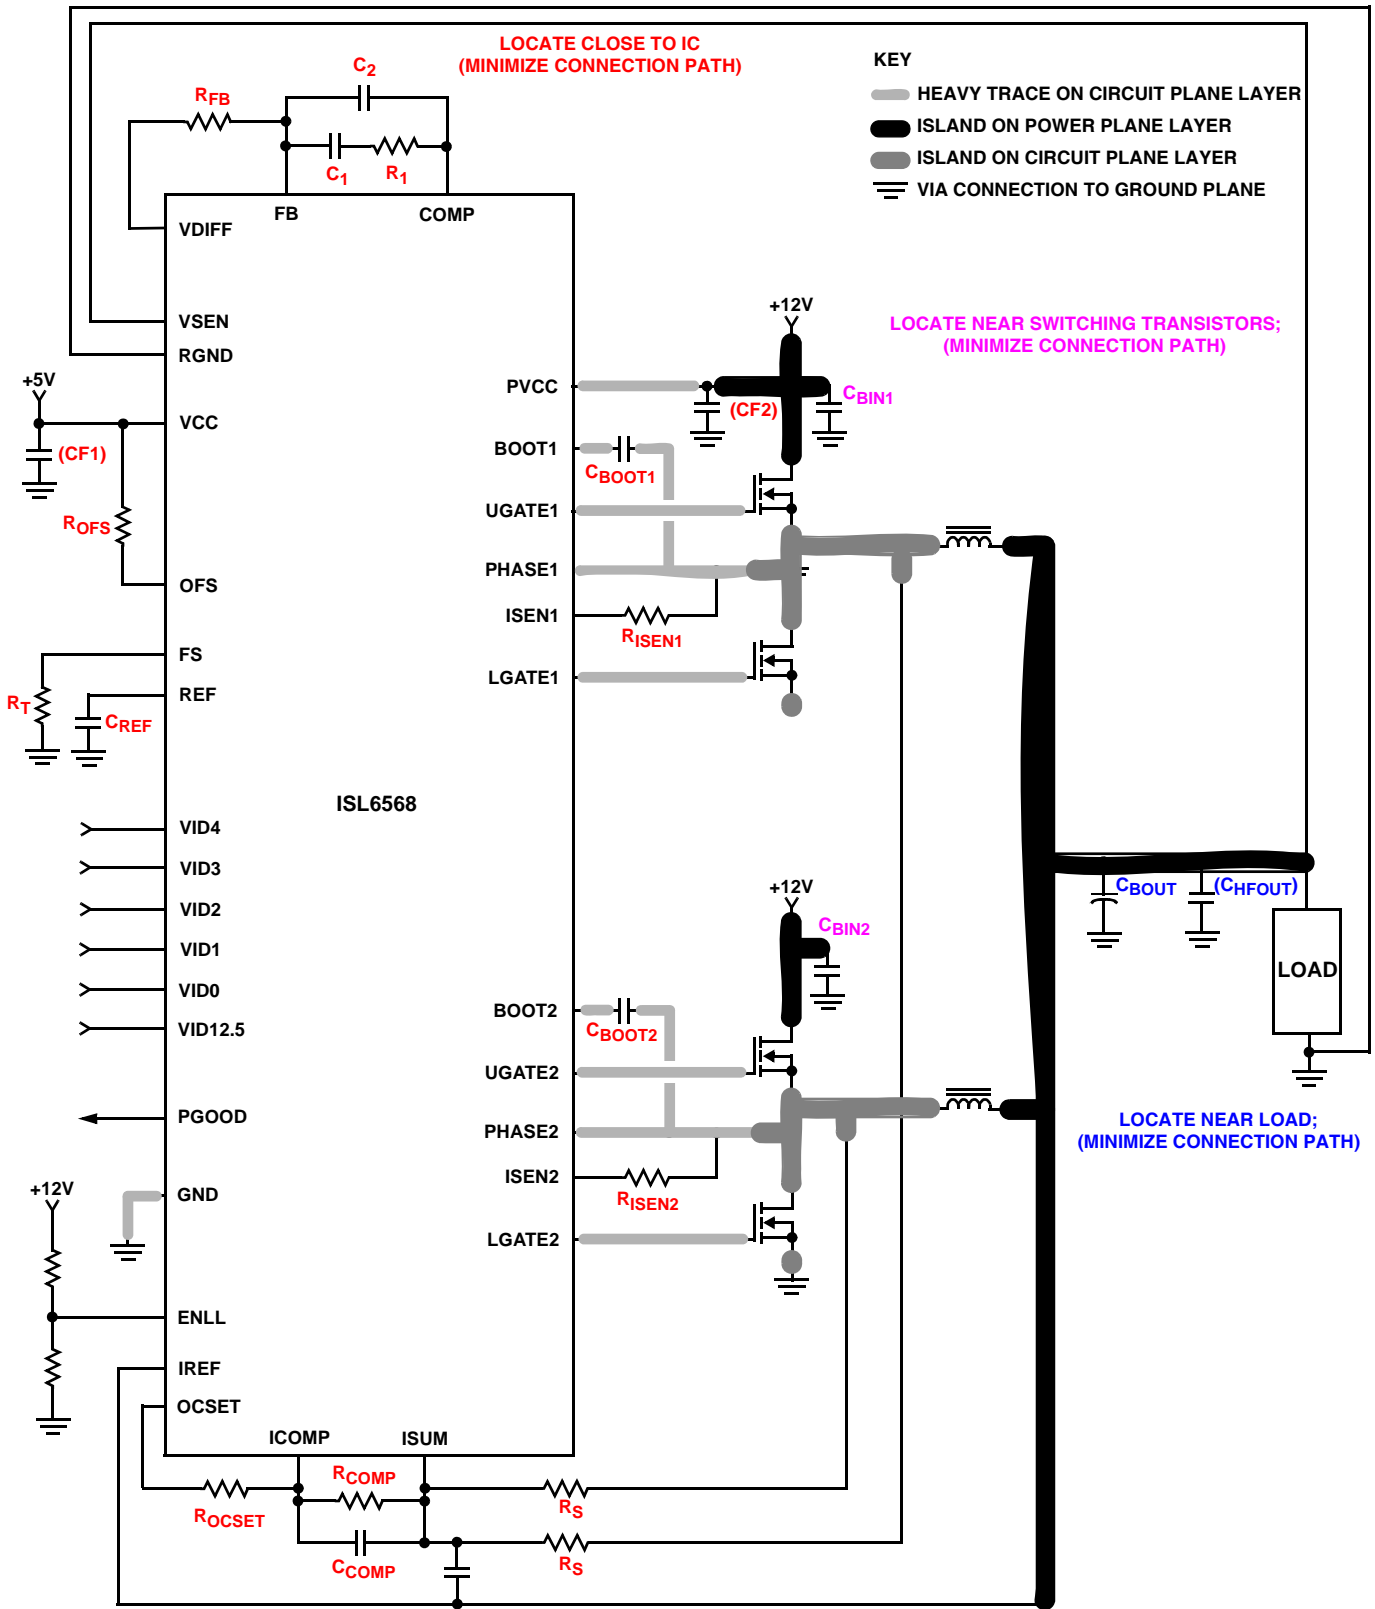 LOCATE CLOSE TO IC
(MINIMIZE CONNECTION PATH)
KEY
HEAVY TRACE ON CIRCUIT PLANE LAYER
ISLAND ON POWER PLANE LAYER
ISLAND ON CIRCUIT PLANE LAYER
VIA CONNECTION TO GROUND PLANE
C2
RFB
C1
R1
FB
COMP
VDIFF
VSEN
RGND
+5V
VCC
(CF1)
ROFS
OFS
FS
REF
RT
CREF
ISL6568
VID4
VID3
VID2
VID1
VID0
VID12.5
PGOOD
+12V
GND
ENLL
IREF
OCSET
ICOMP
ISUM
ROCSET
RCOMP
CCOMP
RS
RS
+12V
LOCATE NEAR SWITCHING TRANSISTORS;
(MINIMIZE CONNECTION PATH)
PVCC
(CF2)
CBIN1
BOOT1
CBOOT1
UGATE1
PHASE1
ISEN1
RISEN1
LGATE1
+12V
CBIN2
BOOT2
CBOOT2
UGATE2
PHASE2
ISEN2
RISEN2
LGATE2
CBOUT
(CHFOUT)
LOAD
LOCATE NEAR LOAD;
(MINIMIZE CONNECTION PATH)